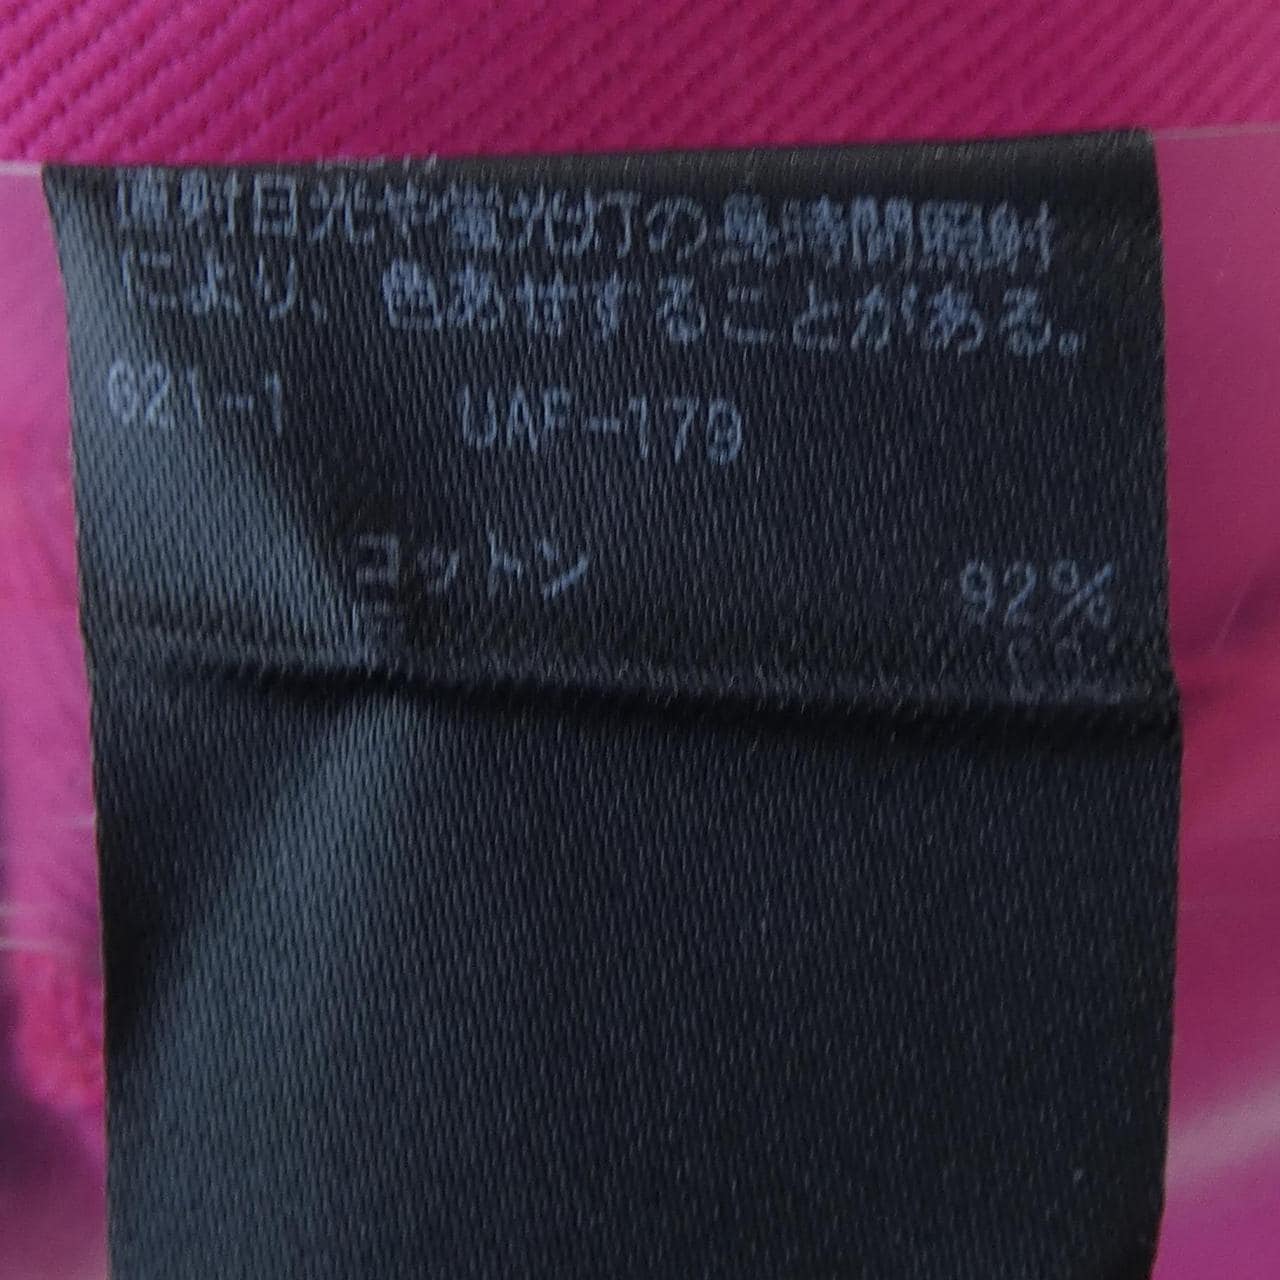 直射日光や蛍光灯の長時間照射
により、色あせすることがある。
621-1 UAF-179
コットン 92%